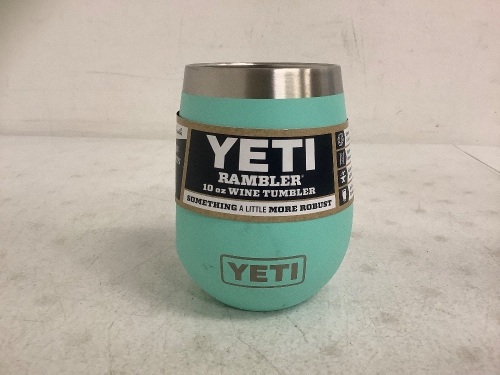 YETI
RAMBLER
10 oz WINE TUMBLER
SOMETHING A LITTLE MORE ROBUST
YETI